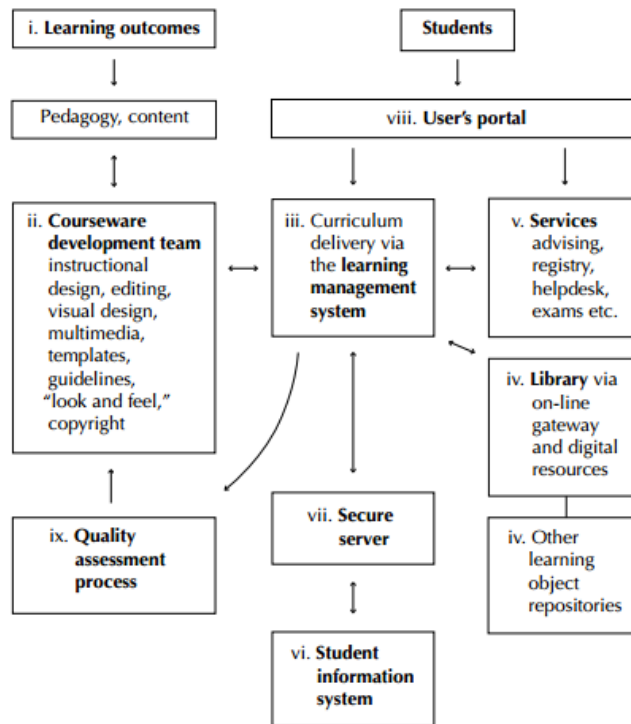 i. Learning outcomes
Students
Pedagogy, content
viii. User's portal
ii. Courseware
development team
instructional
design, editing,
visual design,
multimedia,
templates,
guidelines,
“look and feel,”
copyright
iii. Curriculum
delivery via
the learning
management
system
v. Services
advising,
registry,
helpdesk,
exams etc.
iv. Library via
on-line
gateway
and digital
resources
ix. Quality
assessment
process
vii. Secure
server
iv. Other
learning
object
repositories
vi. Student
information
system